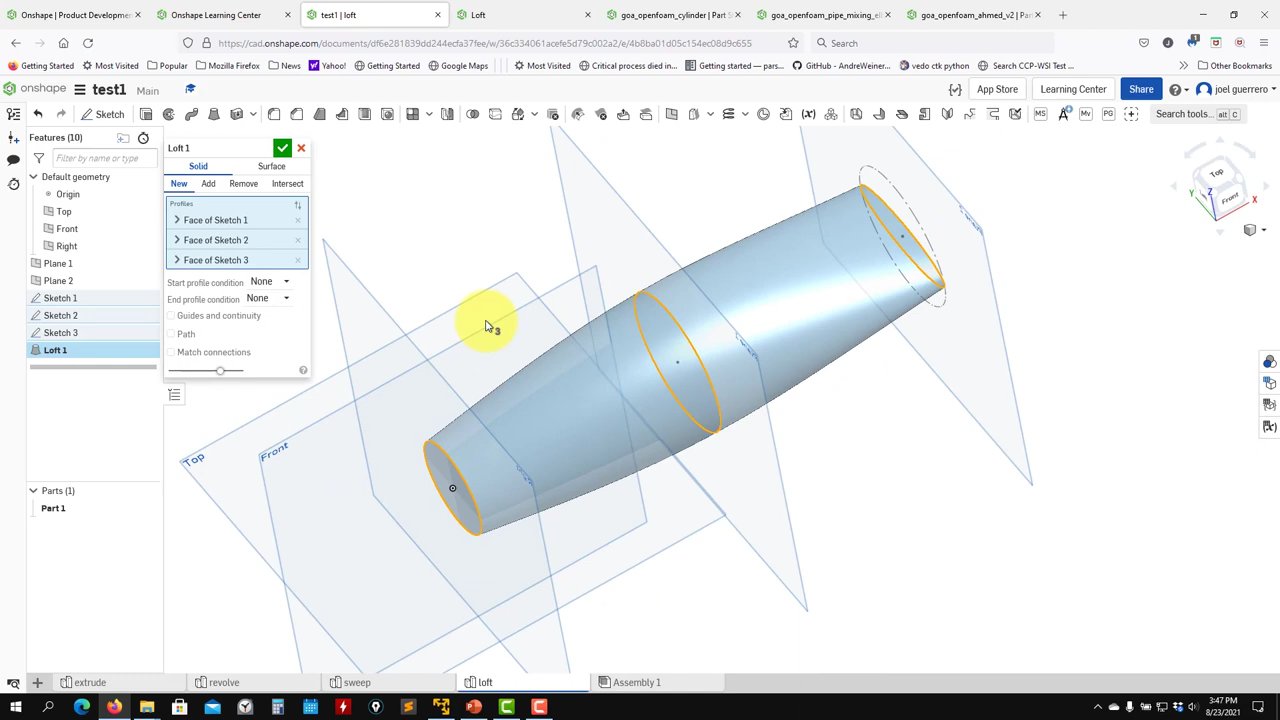 Onshape | Product Developmen
Onshape Learning Center
test1 | loft
Loft
goa_openfoam_cylinder | Part S
goa_openfoam_pipe_mixing_el
goa_openfoam_ahmed_v2 | Par
https://cad.onshape.com/documents/df6e281839dd244ecfa37fee/w/36c334061acefe5d79c002a2/e/4b8ba01d05c154ec08d9c655
Search
Getting Started
Most Visited
Popular
Mozilla Firefox
News
Yahoo!
Getting Started
Google Maps
Most Visited
Critical process died in...
Getting started — pars...
GitHub - AndreWeiner...
vedo ctk python
Search CCP-WSI Test ...
Other Bookmarks
onshape
test1
Main
App Store
Learning Center
Share
joel guerrero
Sketch
MS
Mv
PG
Search tools...
alt C
Features (10)
Filter by name or type
Default geometry
Origin
Top
Front
Right
Plane 1
Plane 2
Sketch 1
Sketch 2
Sketch 3
Loft 1
Parts (1)
Part 1
Loft 1
Solid
Surface
New
Add
Remove
Intersect
Profiles
Face of Sketch 1
Face of Sketch 2
Face of Sketch 3
Start profile condition
None
End profile condition
None
Guides and continuity
Path
Match connections
Top
Front
3
Top
Front
Z
Y
X
extrude
revolve
sweep
loft
Assembly 1
3:47 PM
8/23/2021